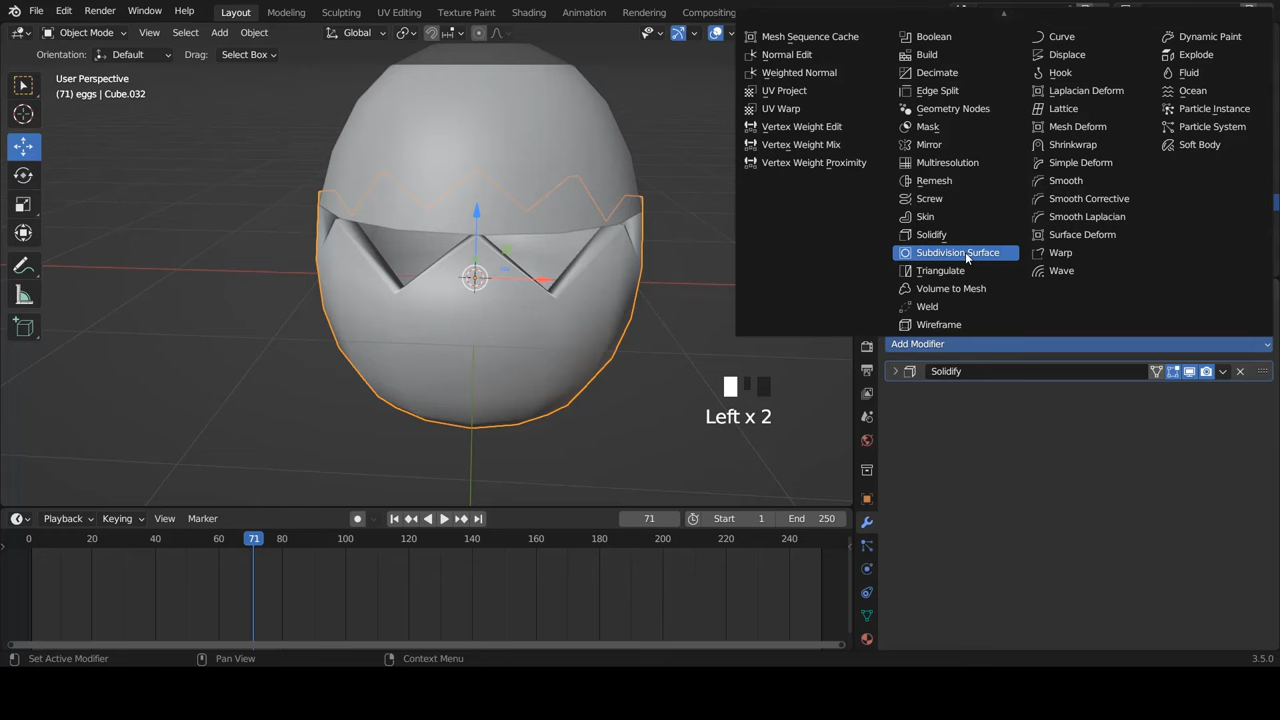 File Edit Render Window Help Layout Modeling Sculpting UV Editing Texture Paint Shading Animation Rendering Compositing
Object Mode View Select Add Object Global
Orientation: Default Drag: Select Box
User Perspective
(71) eggs | Cube.032
Mesh Sequence Cache
Normal Edit
Weighted Normal
UV Project
UV Warp
Vertex Weight Edit
Vertex Weight Mix
Vertex Weight Proximity
Boolean
Build
Decimate
Edge Split
Geometry Nodes
Mask
Mirror
Multiresolution
Remesh
Screw
Skin
Solidify
Subdivision Surface
Triangulate
Volume to Mesh
Weld
Wireframe
Curve
Displace
Hook
Laplacian Deform
Lattice
Mesh Deform
Shrinkwrap
Simple Deform
Smooth
Smooth Corrective
Smooth Laplacian
Surface Deform
Warp
Wave
Dynamic Paint
Explode
Fluid
Ocean
Particle Instance
Particle System
Soft Body
Add Modifier
Solidify
Left x 2
Playback Keying View Marker 71 Start 1 End 250
0 20 40 60 71 80 100 120 140 160 180 200 220 240
Set Active Modifier Pan View Context Menu 3.5.0